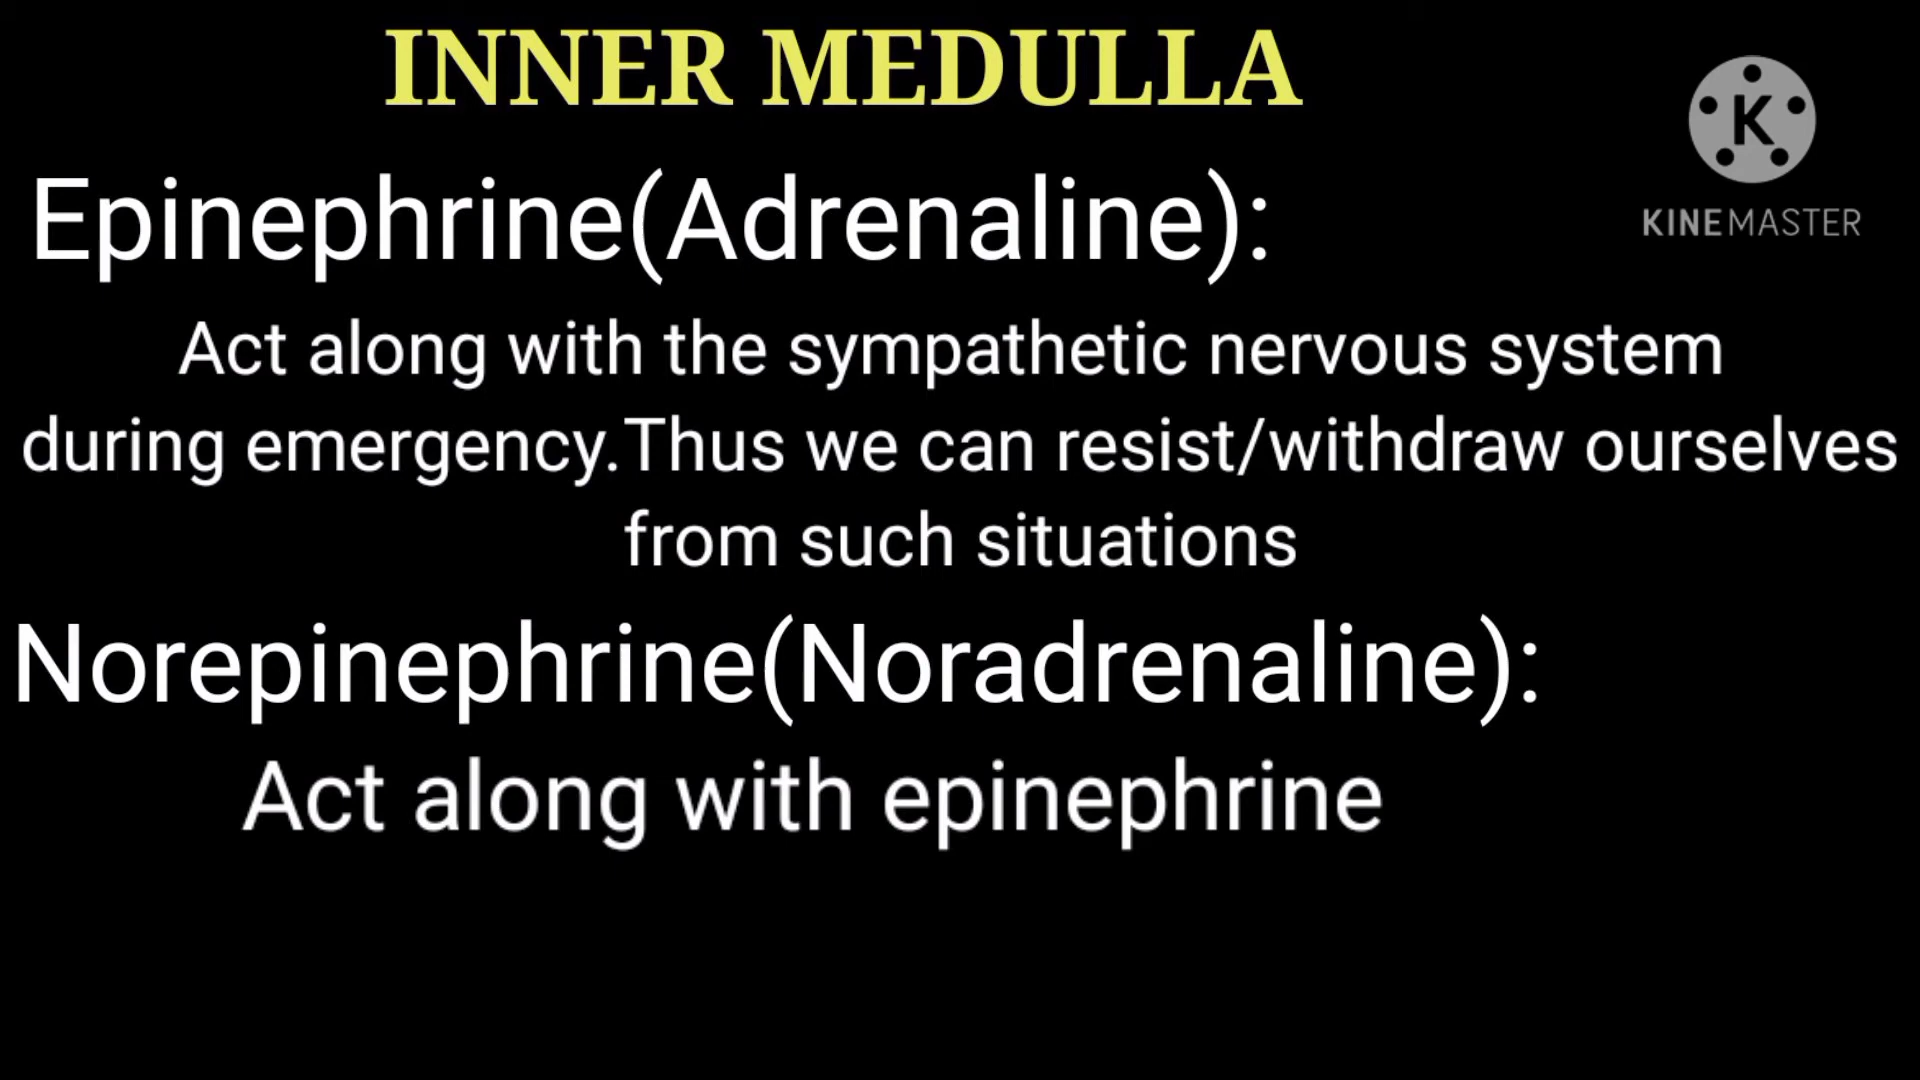 INNER MEDULLA
K
KINEMASTER
Epinephrine(Adrenaline):
Act along with the sympathetic nervous system
during emergency.Thus we can resist/withdraw ourselves
from such situations
Norepinephrine(Noradrenaline):
Act along with epinephrine